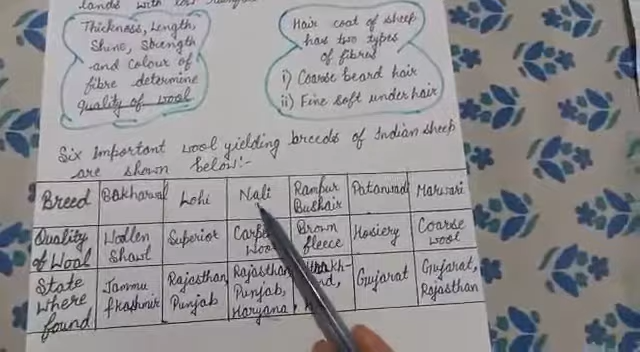 lands with low
Thickness, Length,
Shine, Strength
and Colour of
fibre determine
quality of wool
Hair coat of sheep
has two types
of fibres
i) Coarse beard hair
ii) Fine soft under hair
Six important wool yielding breeds of Indian sheep
are shown below:-
Breed Bakharwal Lohi Nali Rampur Bushair Patanwadi Marwari
Quality of Wool Woolen Shawl Superior Brown fleece Hosiery Coarse wool
State where found Jammu & Kashmir Rajasthan, Punjab Rajasthan, Punjab, Haryana, Gujarat Gujarat, Rajasthan